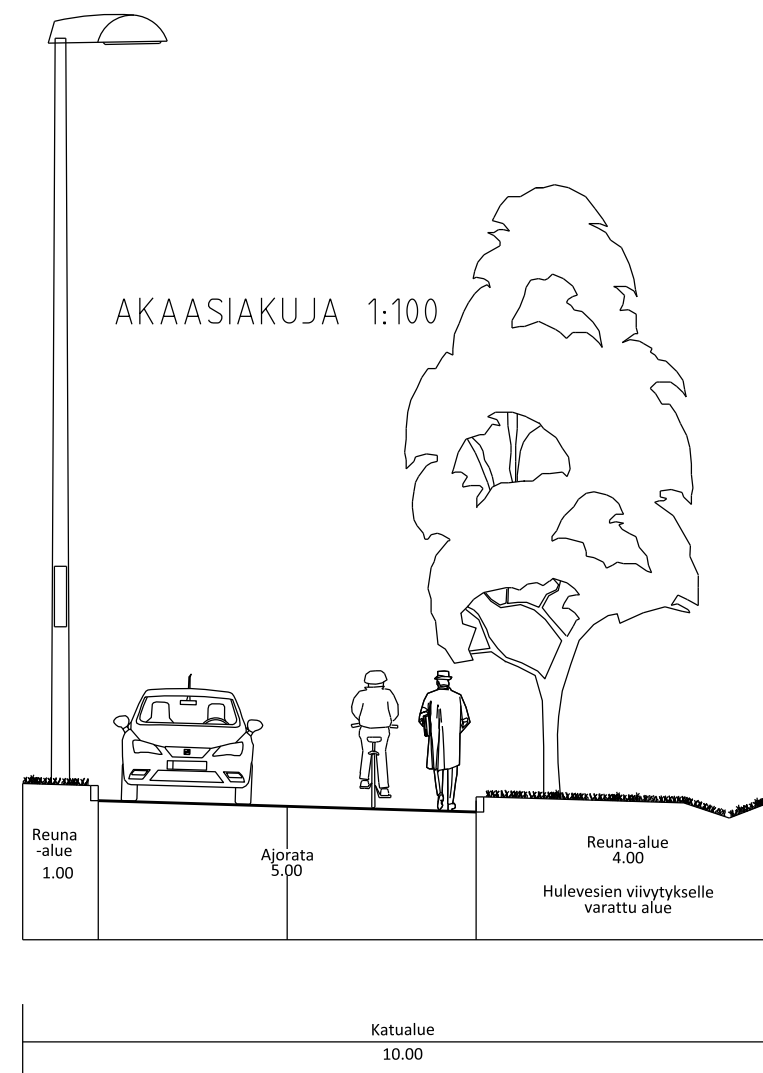 AKAASIAKUJA 1:100
Reuna
-alue
1.00
Ajorata
5.00
Reuna-alue
4.00
Hulevesien viivytykselle
varattu alue
Katualue
10.00